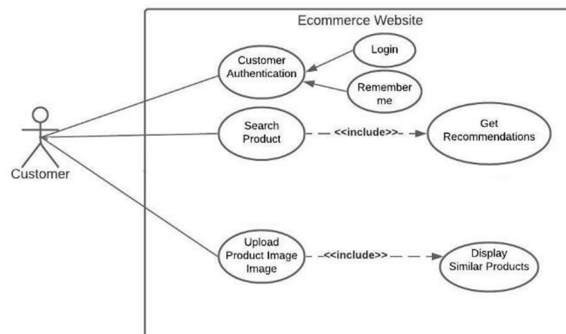 Ecommerce Website
Customer
Authentication
Login
Remember
me
Search
Product
<<include>>
Get
Recommendations
Customer
Upload
Product Image
Image
<<include>>
Display
Similar Products